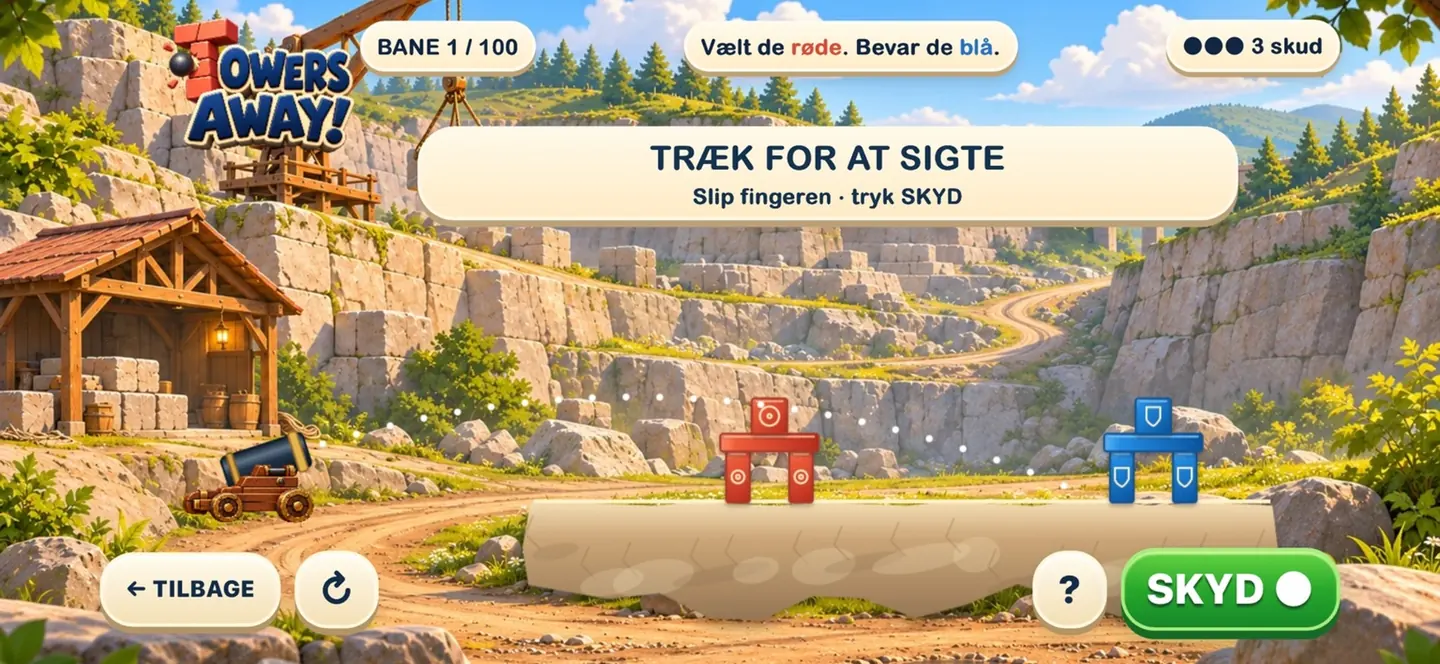 TOWERS
AWAY!
BANE 1 / 100
Vælt de røde. Bevar de blå.
3 skud
TRÆK FOR AT SIGTE
Slip fingeren · tryk SKYD
← TILBAGE
?
SKYD